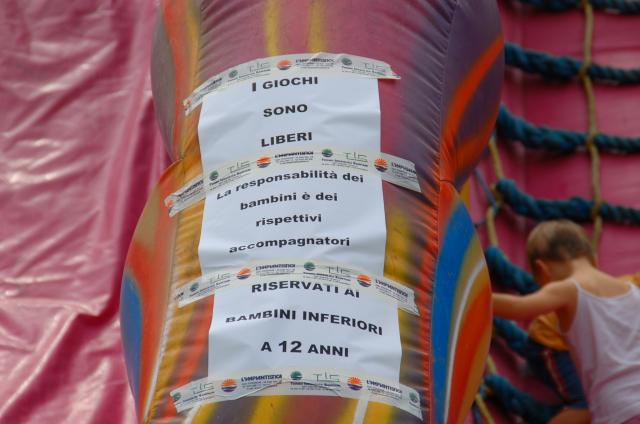 I GIOCHI
SONO
LIBERI
La responsabilità dei
bambini è dei
rispettivi
accompagnatori
RISERVATI AI
BAMBINI INFERIORI
A 12 ANNI